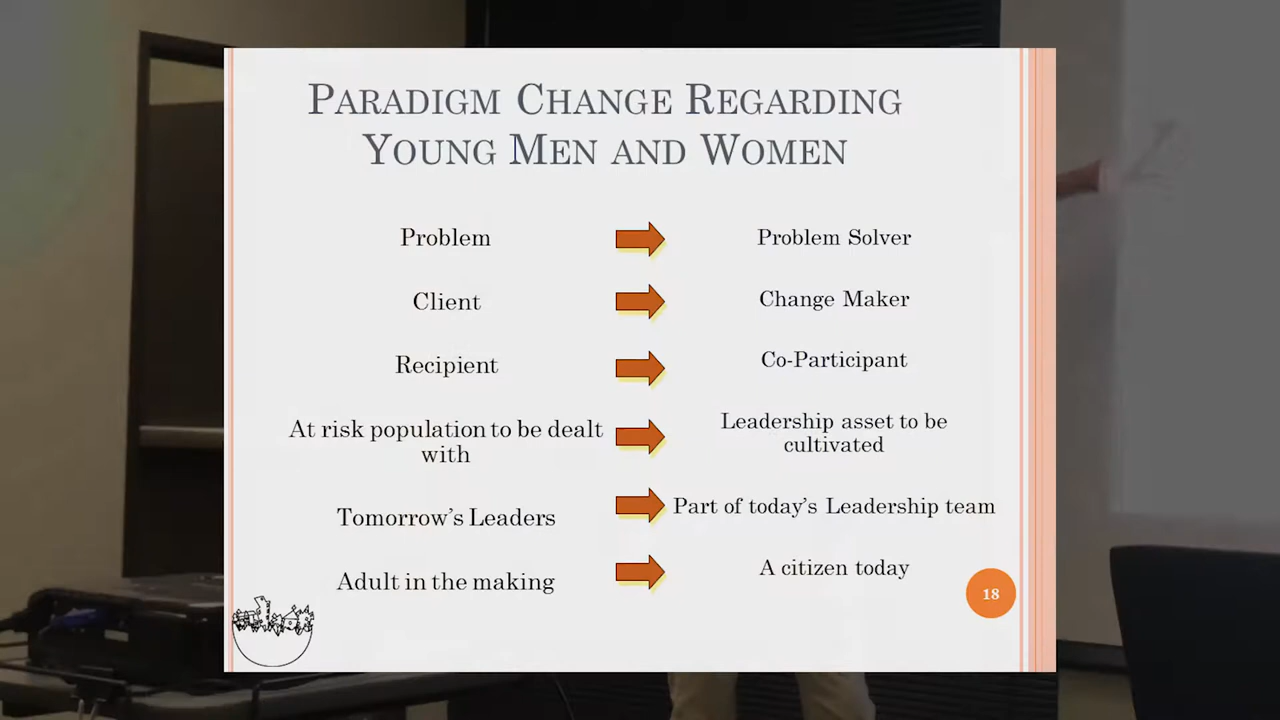 PARADIGM CHANGE REGARDING
YOUNG MEN AND WOMEN
Problem
Problem Solver
Client
Change Maker
Recipient
Co-Participant
At risk population to be dealt
with
Leadership asset to be
cultivated
Tomorrow's Leaders
Part of today's Leadership team
Adult in the making
A citizen today
18